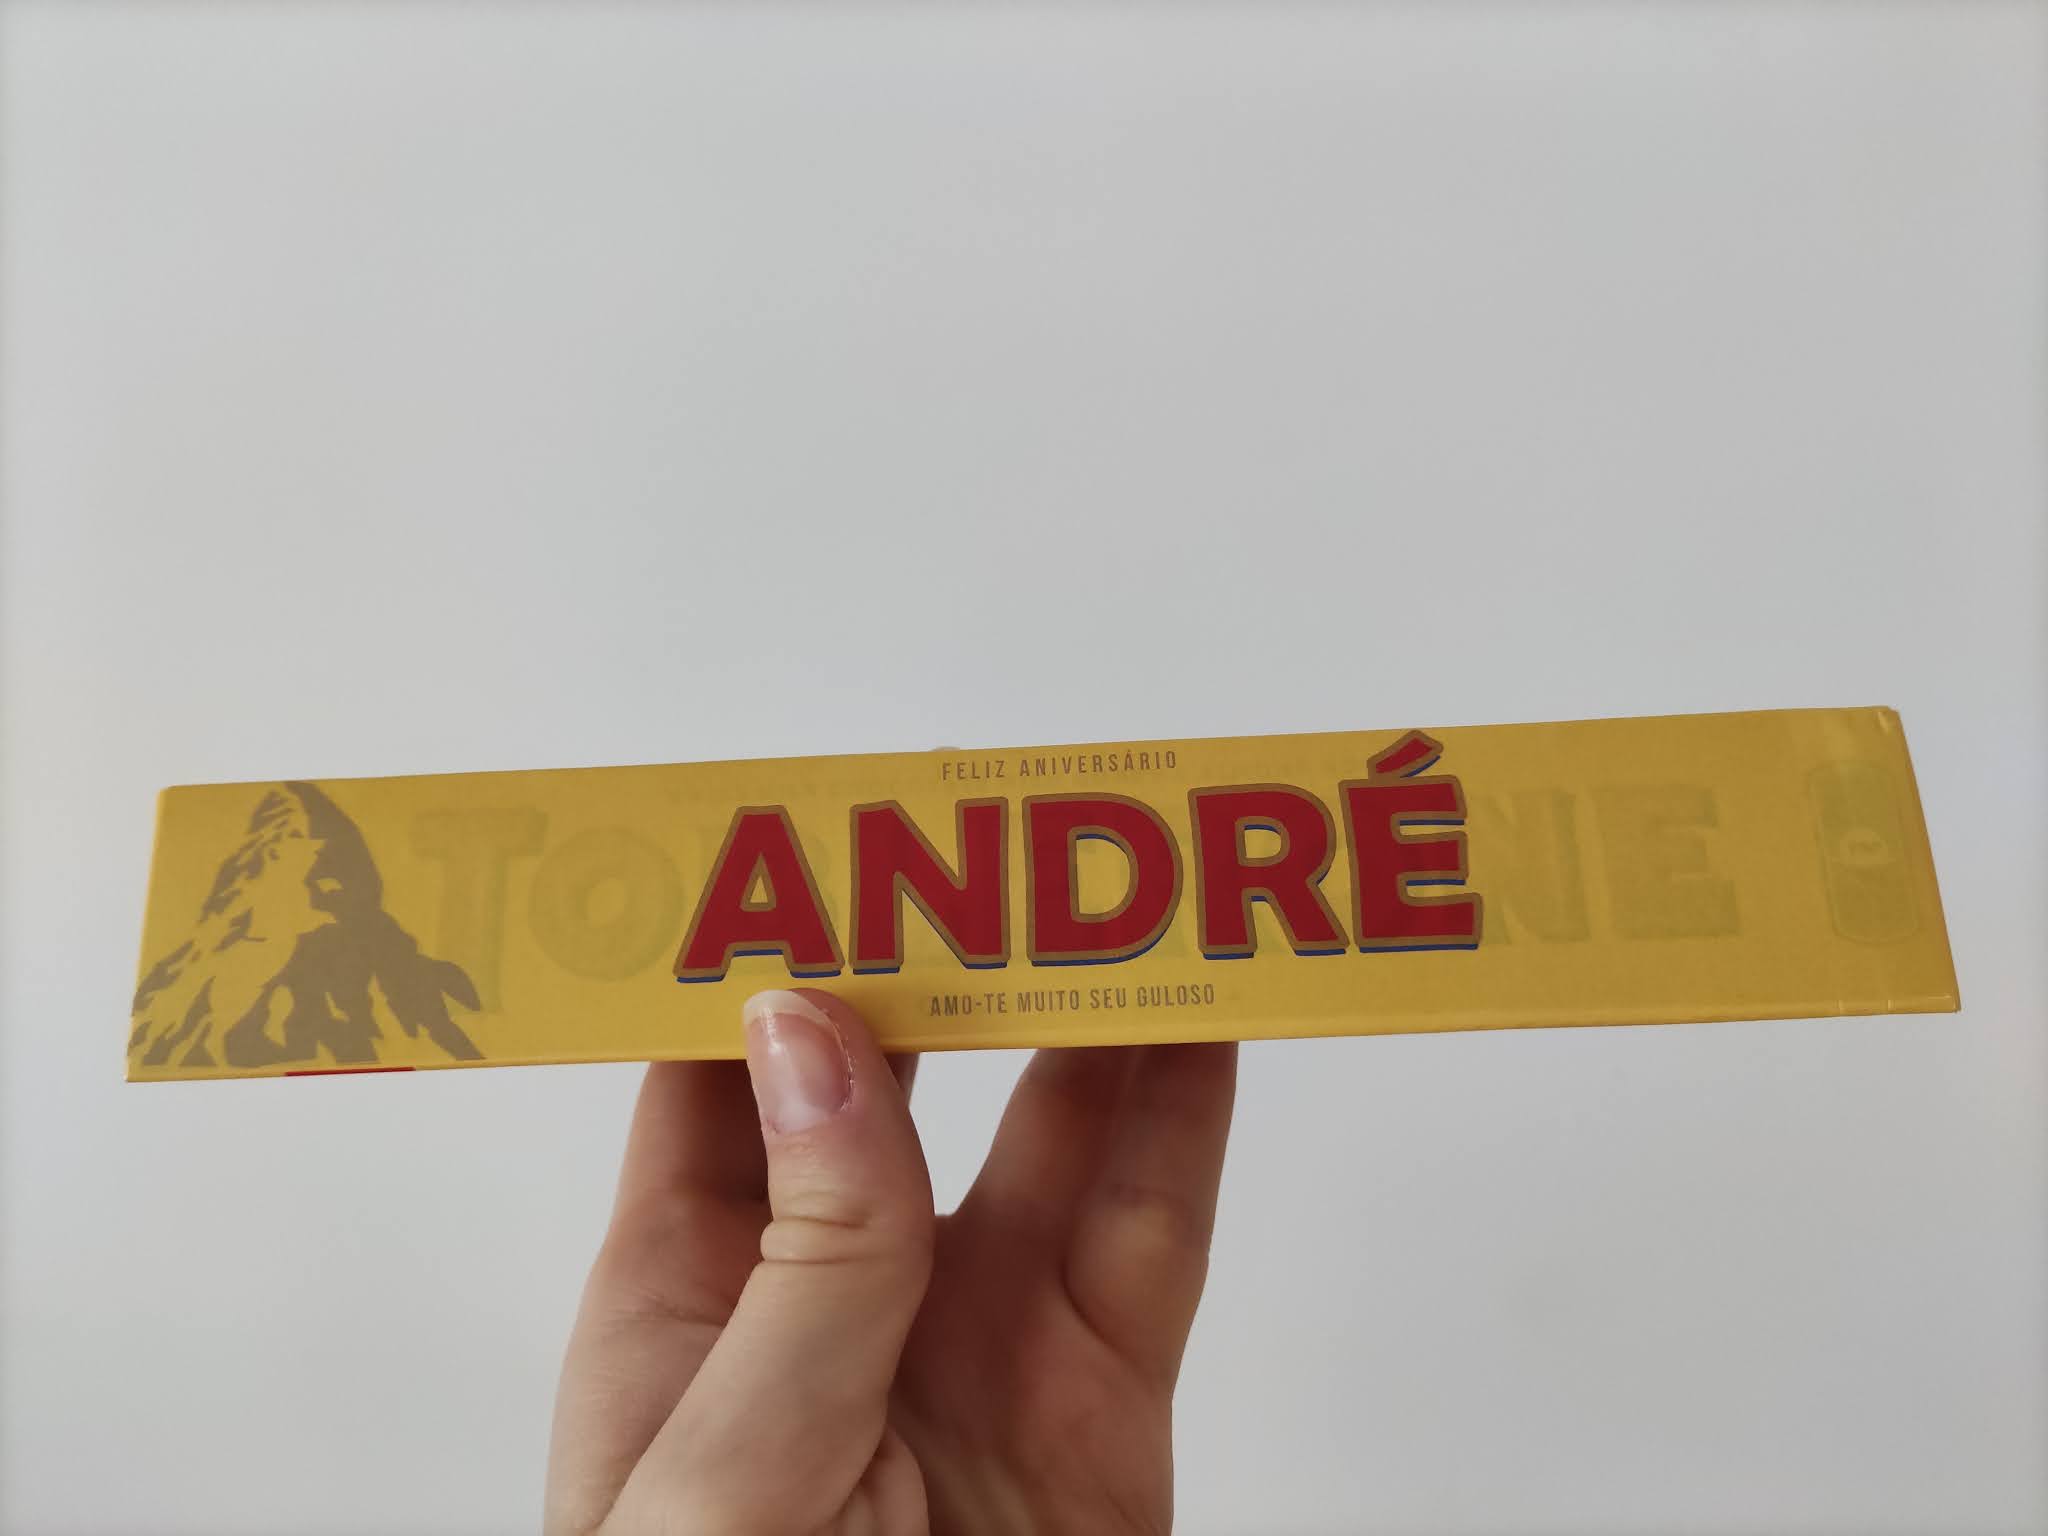 FELIZ ANIVERSÁRIO
ANDRÉ
AMO-TE MUITO SEU GULOSO